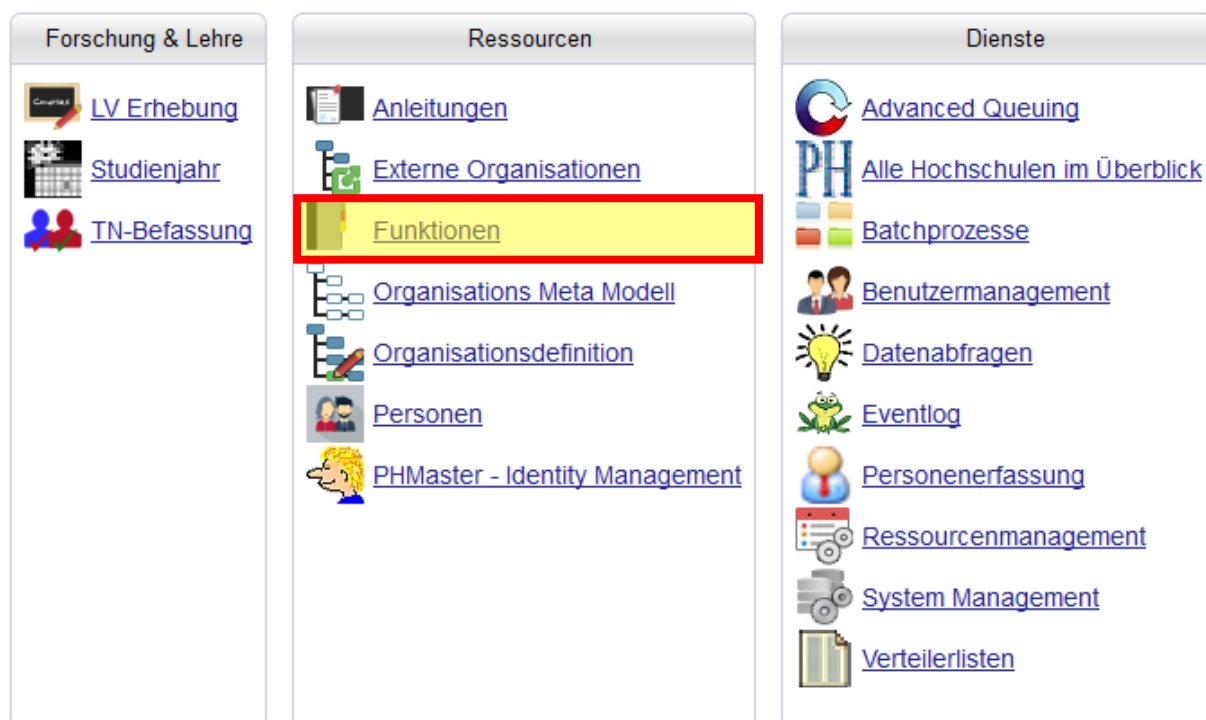 Forschung & Lehre
LV Erhebung
Studienjahr
TN-Befassung
Ressourcen
Anleitungen
Externe Organisationen
Funktionen
Organisations Meta Modell
Organisationsdefinition
Personen
PHMaster - Identity Management
Dienste
Advanced Queuing
PH Alle Hochschulen im Überblick
Batchprozesse
Benutzermanagement
Datenabfragen
Eventlog
Personenerfassung
Ressourcenmanagement
System Management
Verteilerlisten